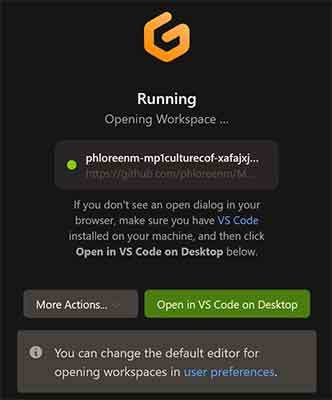 Running
Opening Workspace ...
phloreenm-mp1culturecof-xafajxj...
https://github.com/phloreenm/M...
If you don't see an open dialog in your
browser, make sure you have VS Code
installed on your machine, and then click
Open in VS Code on Desktop below.
More Actions...
Open in VS Code on Desktop
You can change the default editor for
opening workspaces in user preferences.